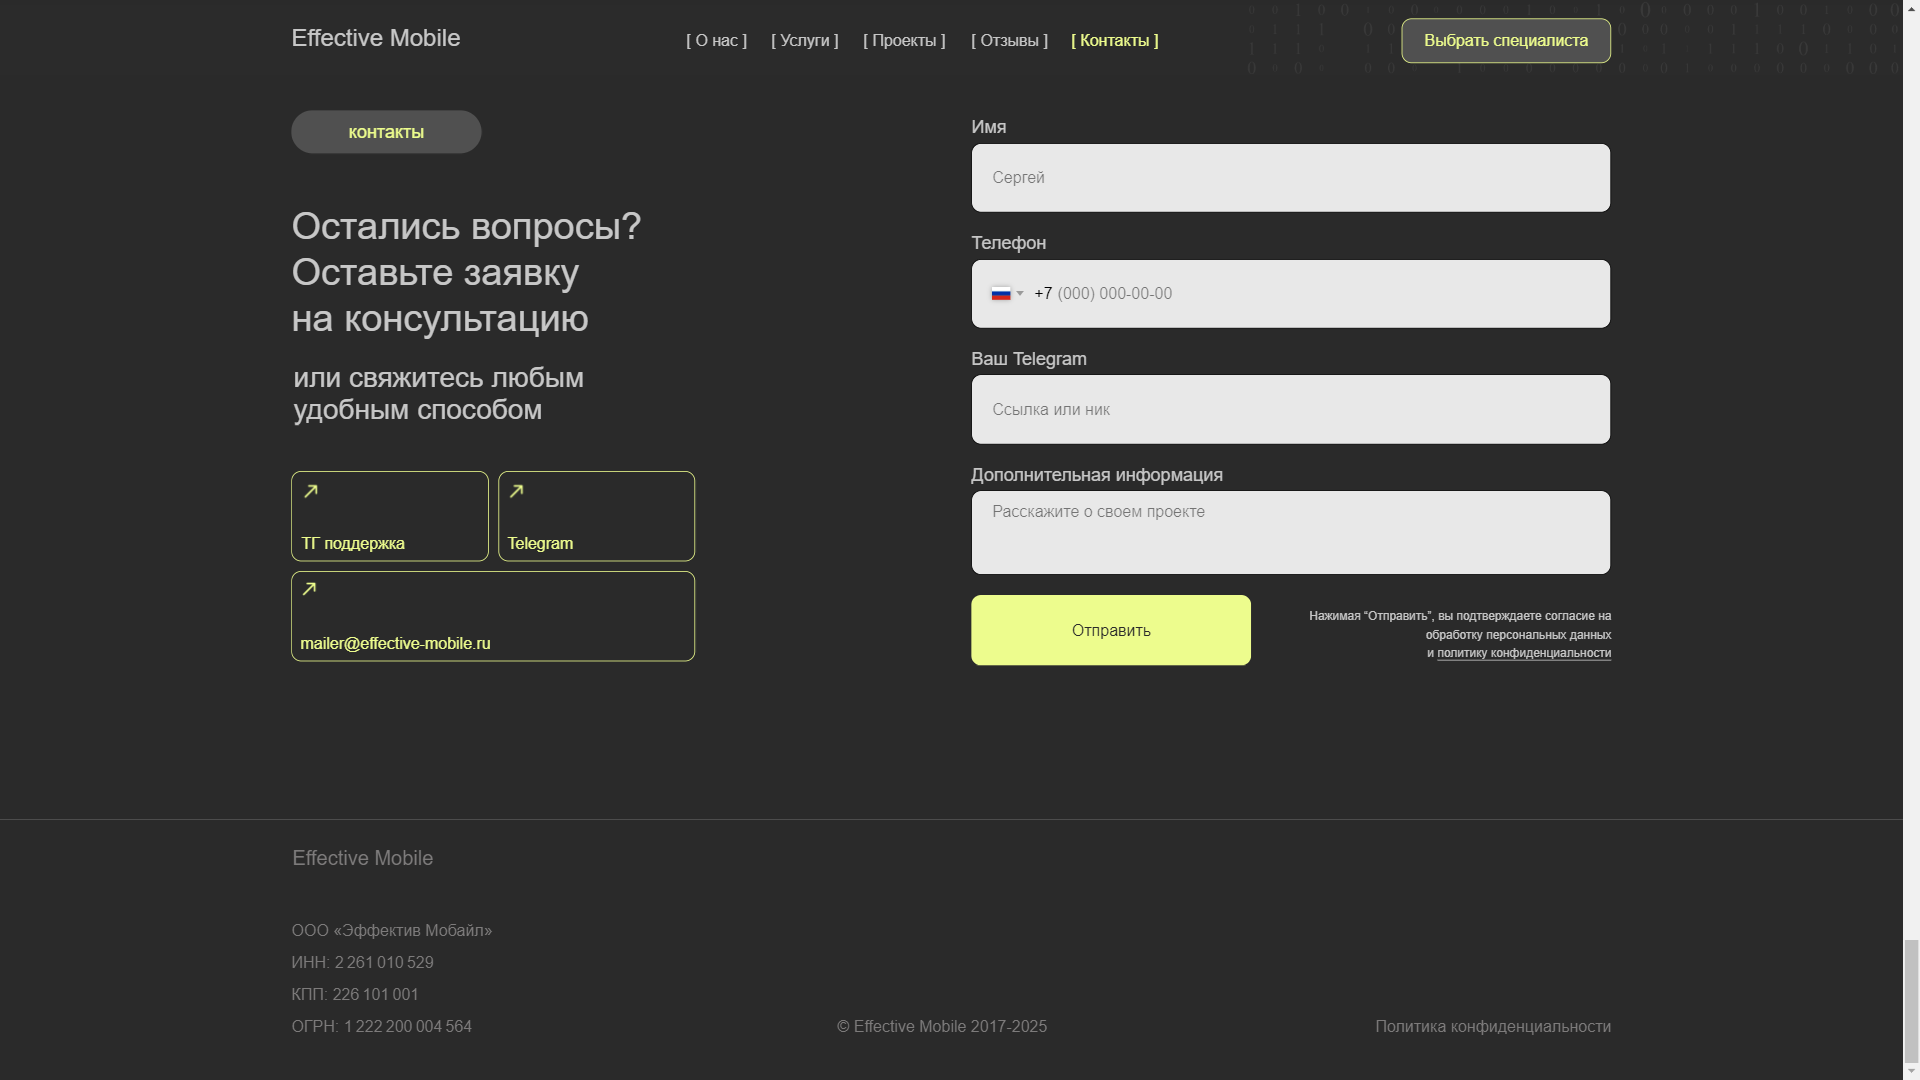 Effective Mobile
[ О нас ] [ Услуги ] [ Проекты ] [ Отзывы ] [ Контакты ]
Выбрать специалиста
контакты
Остались вопросы?
Оставьте заявку
на консультацию
или свяжитесь любым
удобным способом
ТГ поддержка
Telegram
mailer@effective-mobile.ru
Имя
Сергей
Телефон
+7 (000) 000-00-00
Ваш Telegram
Ссылка или ник
Дополнительная информация
Расскажите о своем проекте
Отправить
Нажимая “Отправить”, вы подтверждаете согласие на
обработку персональных данных
и политику конфиденциальности
Effective Mobile
ООО «Эффектив Мобайл»
ИНН: 2 261 010 529
КПП: 226 101 001
ОГРН: 1 222 200 004 564
© Effective Mobile 2017-2025
Политика конфиденциальности